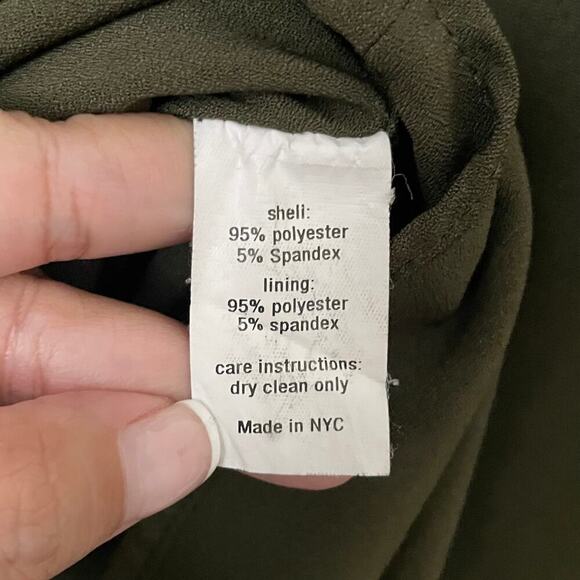 sheli:
95% polyester
5% Spandex
lining:
95% polyester
5% spandex
care instructions:
dry clean only
Made in NYC